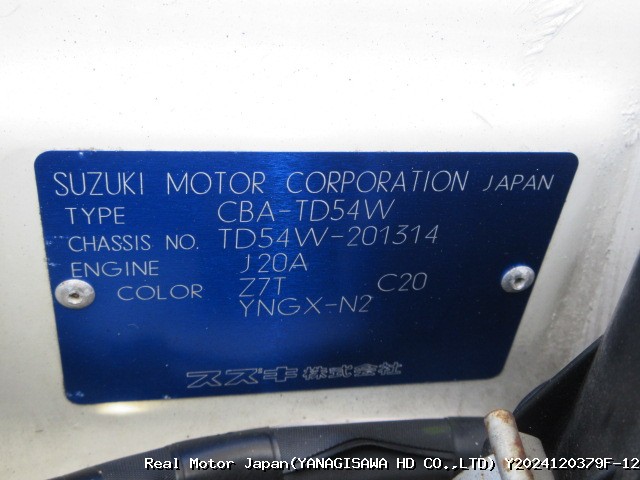 SUZUKI MOTOR CORPORATION JAPAN
TYPE CBA-TD54W
CHASSIS NO. TD54W-201314
ENGINE J20A
COLOR Z7T C20
YNGX-N2
スズキ株式会社
Real Motor Japan(YANAGISAWA HD CO.,LTD) Y2024120379F-12